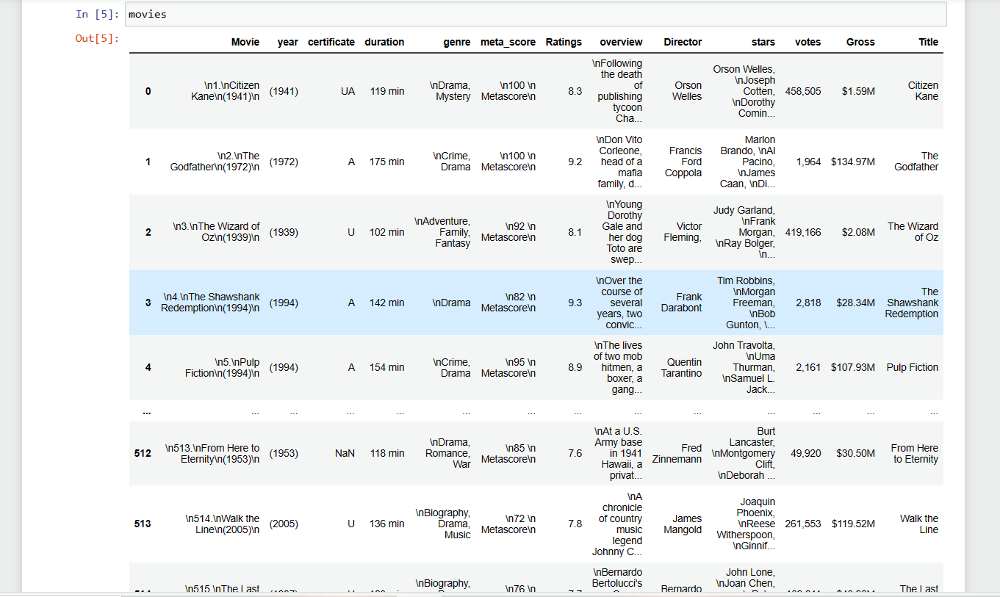 In [5]: movies
Out[5]:
Movie year certificate duration genre meta_score Ratings overview Director stars votes Gross Title
0 \n1.\nCitizen Kane\n(1941)\n (1941) UA 119 min \nDrama, Mystery \n100 \n Metascore\n 8.3 \nFollowing the death of publishing tycoon Cha... Orson Welles Orson Welles, \nJoseph Cotten, \nDorothy Comin... 458,505 $1.59M Citizen Kane
1 \n2.\nThe Godfather\n(1972)\n (1972) A 175 min \nCrime, Drama \n100 \n Metascore\n 9.2 \nDon Vito Corleone, head of a mafia family, d... Francis Ford Coppola Marlon Brando, \nAl Pacino, \nJames Caan, \nDi... 1,964 $134.97M The Godfather
2 \n3.\nThe Wizard of Oz\n(1939)\n (1939) U 102 min \nAdventure, Family, Fantasy \n92 \n Metascore\n 8.1 \nYoung Dorothy Gale and her dog Toto are swep... Victor Fleming, Judy Garland, \nFrank Morgan, \nRay Bolger, \n... 419,166 $2.08M The Wizard of Oz
3 \n4.\nThe Shawshank Redemption\n(1994)\n (1994) A 142 min \nDrama \n82 \n Metascore\n 9.3 \nOver the course of several years, two convic... Frank Darabont Tim Robbins, \nMorgan Freeman, \nBob Gunton, \... 2,818 $28.34M The Shawshank Redemption
4 \n5.\nPulp Fiction\n(1994)\n (1994) A 154 min \nCrime, Drama \n95 \n Metascore\n 8.9 \nThe lives of two mob hitmen, a boxer, a gang... Quentin Tarantino John Travolta, \nUma Thurman, \nSamuel L. Jack... 2,161 $107.93M Pulp Fiction
... ... ... ... ... ... ... ... ... ... ... ... ... ...
512 \n513.\nFrom Here to Eternity\n(1953)\n (1953) NaN 118 min \nDrama, Romance, War \n85 \n Metascore\n 7.6 \nAt a U.S. Army base in 1941 Hawaii, a privat... Fred Zinnemann Burt Lancaster, \nMontgomery Clift, \nDeborah ... 49,920 $30.50M From Here to Eternity
513 \n514.\nWalk the Line\n(2005)\n (2005) U 136 min \nBiography, Drama, Music \n72 \n Metascore\n 7.8 \nA chronicle of country music legend Johnny C... James Mangold Joaquin Phoenix, \nReese Witherspoon, \nGinnif... 261,553 $119.52M Walk the Line
\n515.\nThe Last \nBiography, \n76 \n \nBernardo Bertolucci's Bernardo John Lone, \nJoan Chen, The Last